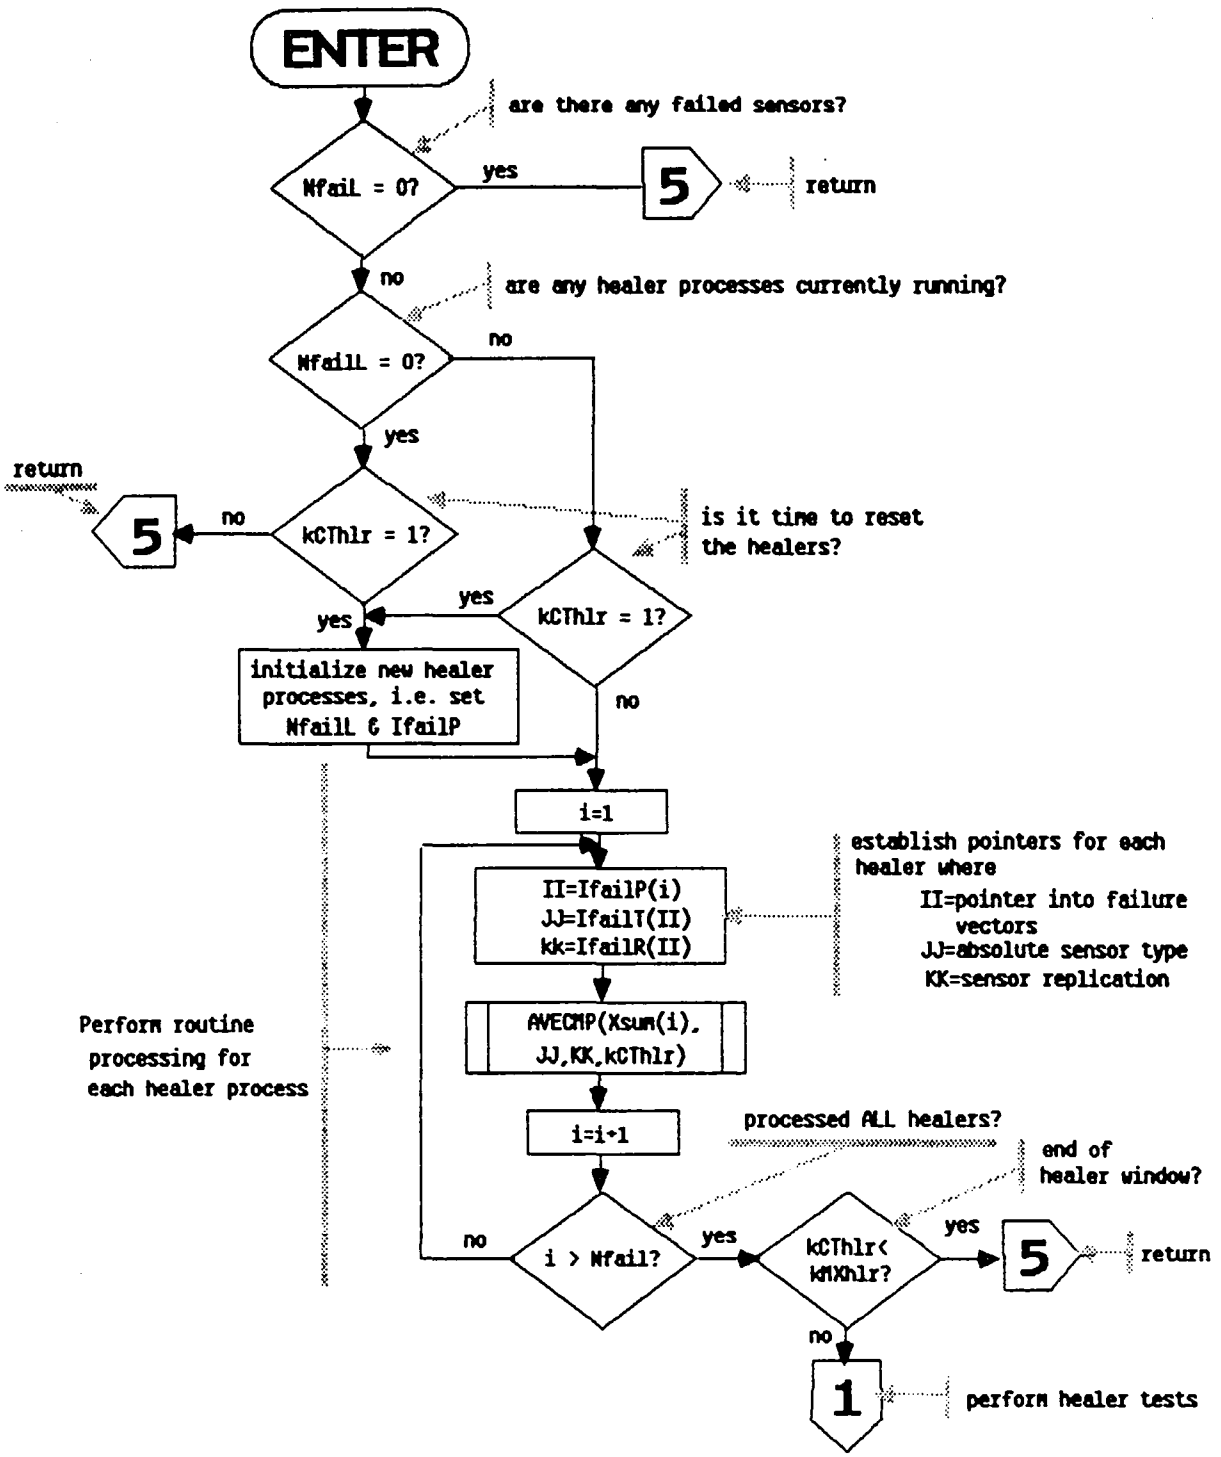 ENTER
are there any failed sensors?
NfaiL = 0?
yes
5
return
no
are any healer processes currently running?
NfailL = 0?
no
yes
return
5
no
kCThlr = 1?
is it time to reset
the healers?
yes
yes
kCThlr = 1?
initialize new healer
processes, i.e. set
NfailL & IfailP
no
i=1
establish pointers for each
healer where
II=pointer into failure
vectors
JJ=absolute sensor type
KK=sensor replication
II=IfailP(i)
JJ=IfailT(II)
kk=IfailR(II)
Perform routine
processing for
each healer process
AVECMP(Xsum(i),
JJ,KK,kCThlr)
i=i+1
processed ALL healers?
end of
healer window?
no
i > Nfail?
yes
kCThlr<
kMXhlr?
yes
5
return
no
1
perform healer tests